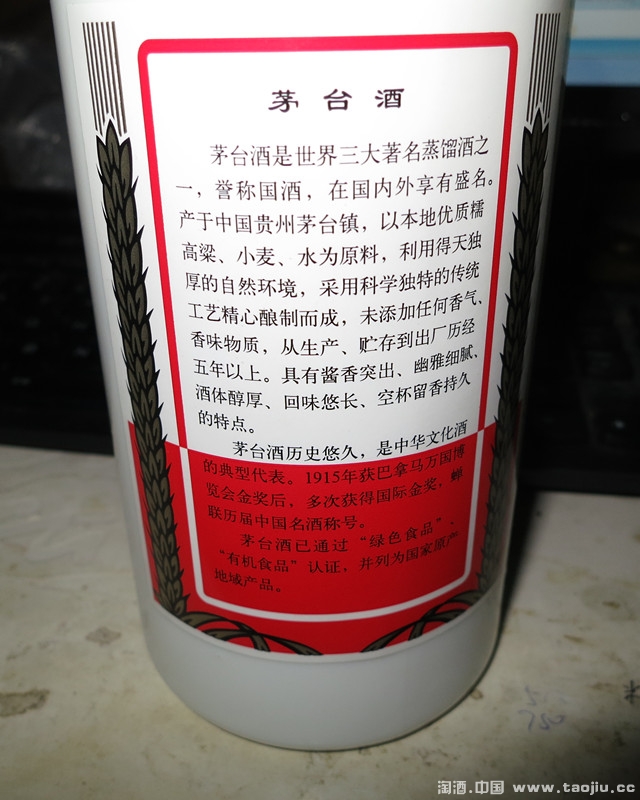 茅台酒
茅台酒是世界三大著名蒸馏酒之
一，誉称国酒，在国内外享有盛名。
产于中国贵州茅台镇，以本地优质糯
高粱、小麦、水为原料，利用得天独
厚的自然环境，采用科学独特的传统
工艺精心酿制而成，未添加任何香气、
香味物质，从生产、贮存到出厂历经
五年以上。具有酱香突出、幽雅细腻、
酒体醇厚、回味悠长、空杯留香持久
的特点。
茅台酒历史悠久，是中华文化酒
的典型代表。1915年获巴拿马万国博
览会金奖后，多次获得国际金奖，蝉
联历届中国名酒称号。
茅台酒已通过“绿色食品”、
“有机食品”认证，并列为国家原产
地域产品。
750
淘酒.中国 www.taojiu.cc